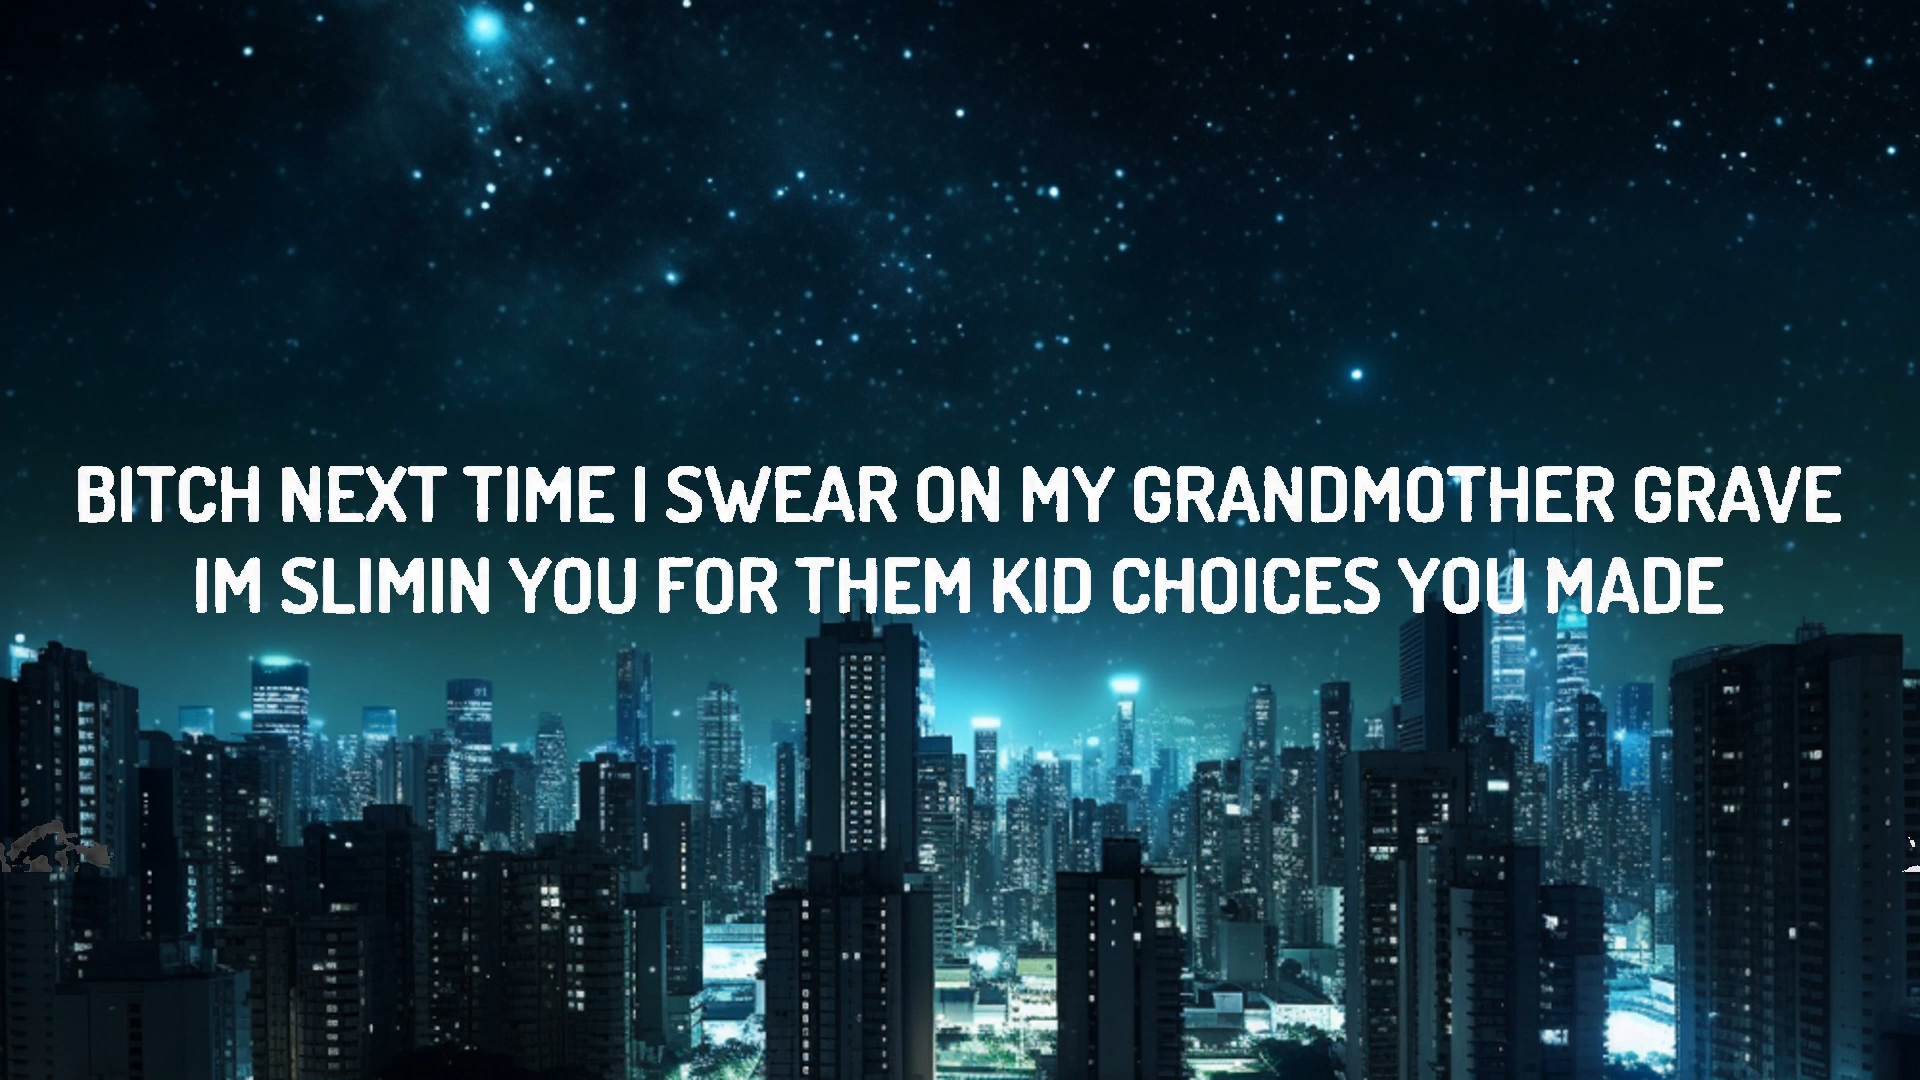 BITCH NEXT TIME I SWEAR ON MY GRANDMOTHER GRAVE
IM SLIMIN YOU FOR THEM KID CHOICES YOU MADE